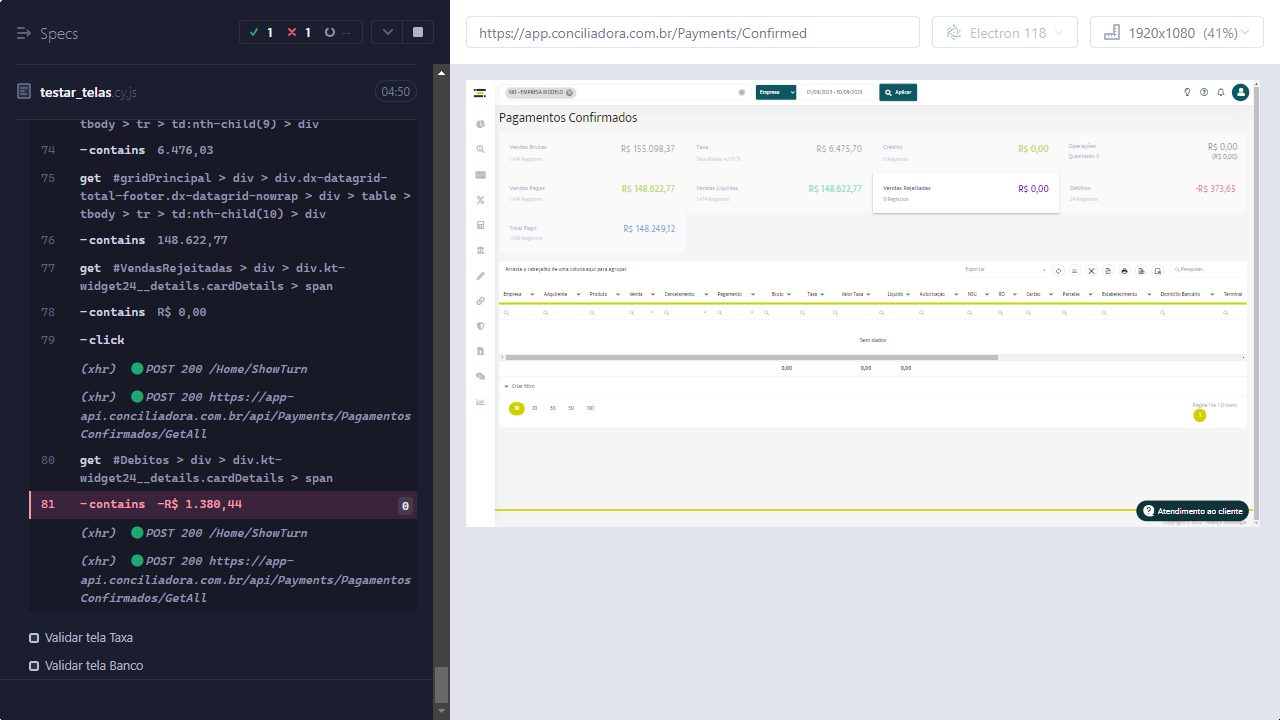 Specs
1
1
--
testar_telas.cy.js
04:50
tbody > tr > td:nth-child(9) > div
74 -contains 6.476,03
75 get #gridPrincipal > div > div.dx-datagrid-
total-footer.dx-datagrid-nowrap > div > table >
tbody > tr > td:nth-child(10) > div
76 -contains 148.622,77
77 get #VendasRejeitadas > div > div.kt-
widget24__details.cardDetails > span
78 -contains R$ 0,00
79 -click
(xhr) POST 200 /Home/ShowTurn
(xhr) POST 200 https://app-
api.conciliadora.com.br/api/Payments/Pagamentos
Confirmados/GetAll
80 get #Debitos > div > div.kt-
widget24__details.cardDetails > span
81 -contains -R$ 1.380,44 0
(xhr) POST 200 /Home/ShowTurn
(xhr) POST 200 https://app-
api.conciliadora.com.br/api/Payments/Pagamentos
Confirmados/GetAll
Validar tela Taxa
Validar tela Banco
https://app.conciliadora.com.br/Payments/Confirmed
Electron 118
1920x1080 (41%)
EMPRESA MODELO
Empresa
01/09/2023 - 30/09/2023
Aplicar
Pagamentos Confirmados
Vendas Brutas R$ 155.098,37
1.414 Registros
Taxa R$ 6.475,70
Crédito R$ 0,00
0 Registros
Operações R$ 0,00
Quantidade: 0 (R$ 0,00)
Vendas Pagas R$ 148.622,77
1.414 Registros
Vendas Líquidas R$ 148.622,77
1.414 Registros
Vendas Rejeitadas R$ 0,00
0 Registros
Débitos -R$ 373,65
Total Pago R$ 148.249,12
Arraste o cabeçalho de uma coluna aqui para agrupar
Exportar
Pesquisar...
Empresa Adquirente Produto Venda Cancelamento Pagamento Bruto Taxa Valor Taxa Líquido Autorização NSU RO Cartão Parcelas Estabelecimento Domicílio Bancário Terminal
Sem dados
0,00 0,00 0,00
Criar filtro
10 20 30 50 100
Página 1 de 1 (0 itens)
1
Atendimento ao cliente